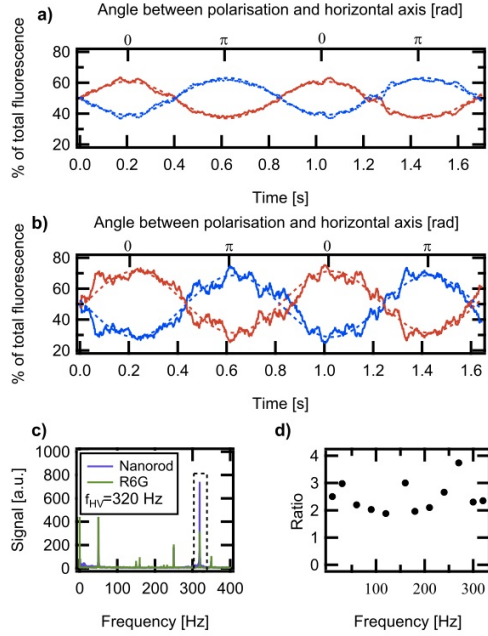 Angle between polarisation and horizontal axis [rad]
a)
0 π 0 π
% of total fluorescence
80
60
40
20
0.0 0.2 0.4 0.6 0.8 1.0 1.2 1.4 1.6
Time [s]
b)
Angle between polarisation and horizontal axis [rad]
0 π 0 π
% of total fluorescence
80
60
40
20
0.0 0.2 0.4 0.6 0.8 1.0 1.2 1.4 1.6
Time [s]
c)
Signal [a.u.]
1000
800
600
400
200
0
Nanorod
R6G
fHV=320 Hz
0 100 200 300 400
Frequency [Hz]
d)
Ratio
4
3
2
1
0
100 200 300
Frequency [Hz]